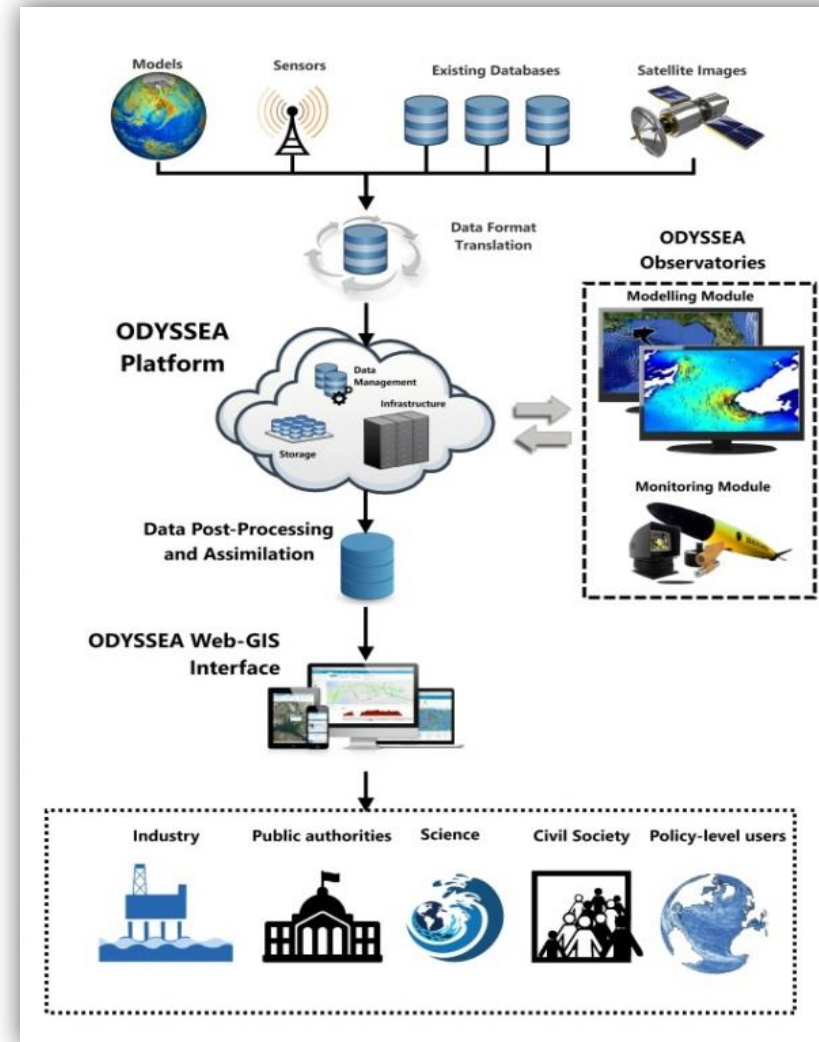 Models
Sensors
Existing Databases
Satellite Images
Data Format
Translation
ODYSSEA
Observatories
Modelling Module
ODYSSEA
Platform
Data
Management
Infrastructure
Storage
Monitoring Module
Data Post-Processing
and Assimilation
ODYSSEA Web-GIS
Interface
Industry
Public authorities
Science
Civil Society
Policy-level users